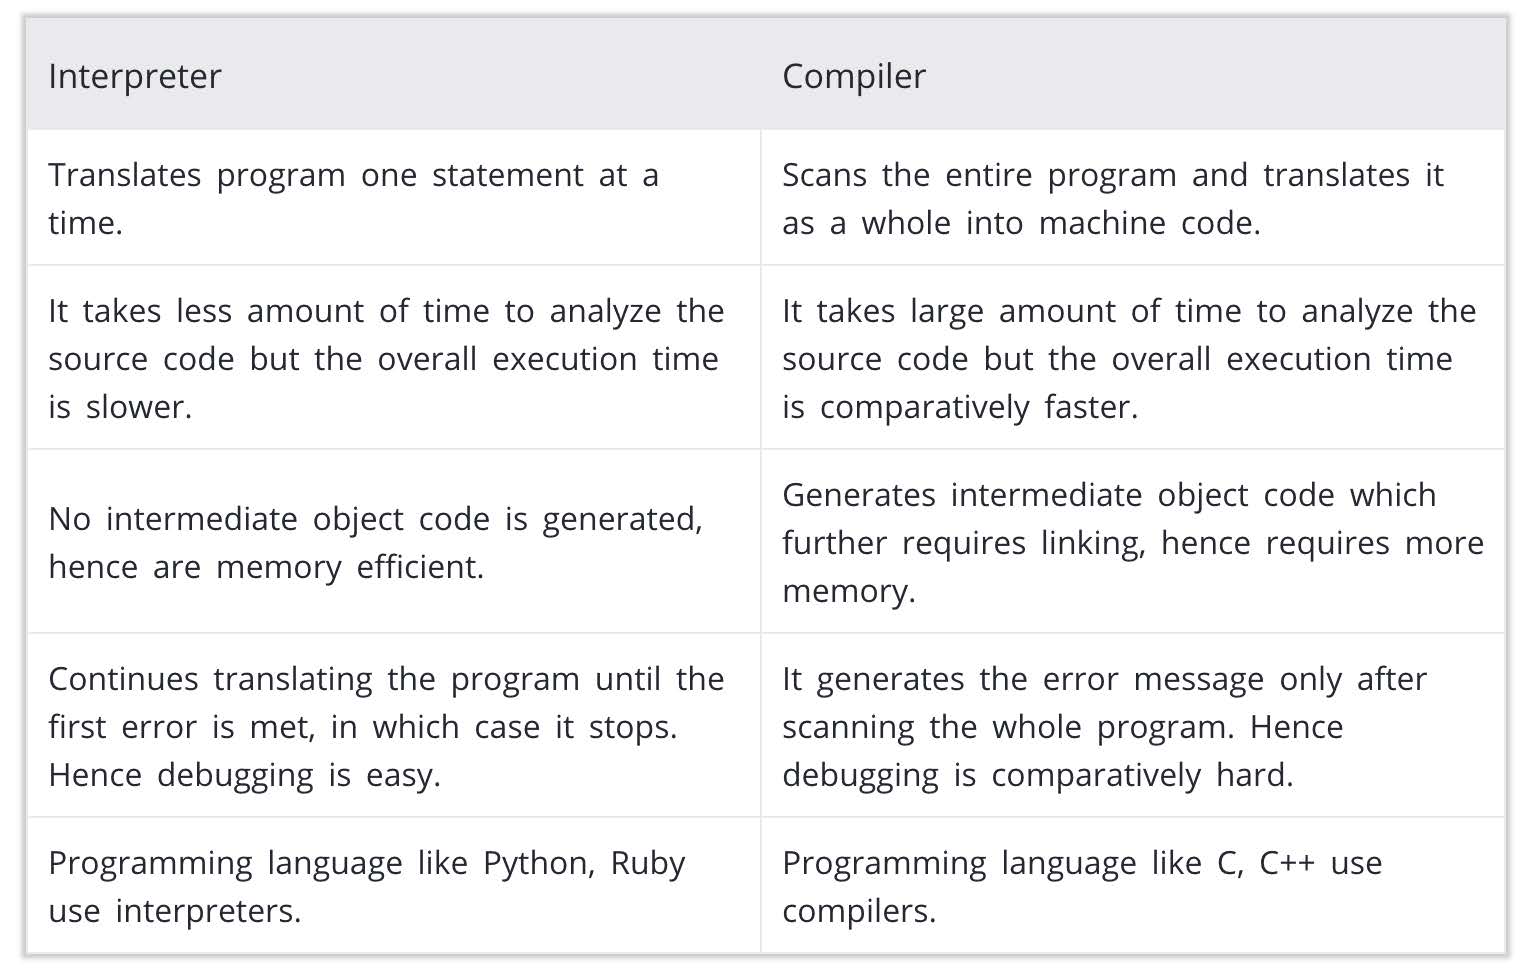 Interpreter
Compiler
Translates program one statement at a
time.
Scans the entire program and translates it
as a whole into machine code.
It takes less amount of time to analyze the
source code but the overall execution time
is slower.
It takes large amount of time to analyze the
source code but the overall execution time
is comparatively faster.
No intermediate object code is generated,
hence are memory efficient.
Generates intermediate object code which
further requires linking, hence requires more
memory.
Continues translating the program until the
first error is met, in which case it stops.
Hence debugging is easy.
It generates the error message only after
scanning the whole program. Hence
debugging is comparatively hard.
Programming language like Python, Ruby
use interpreters.
Programming language like C, C++ use
compilers.